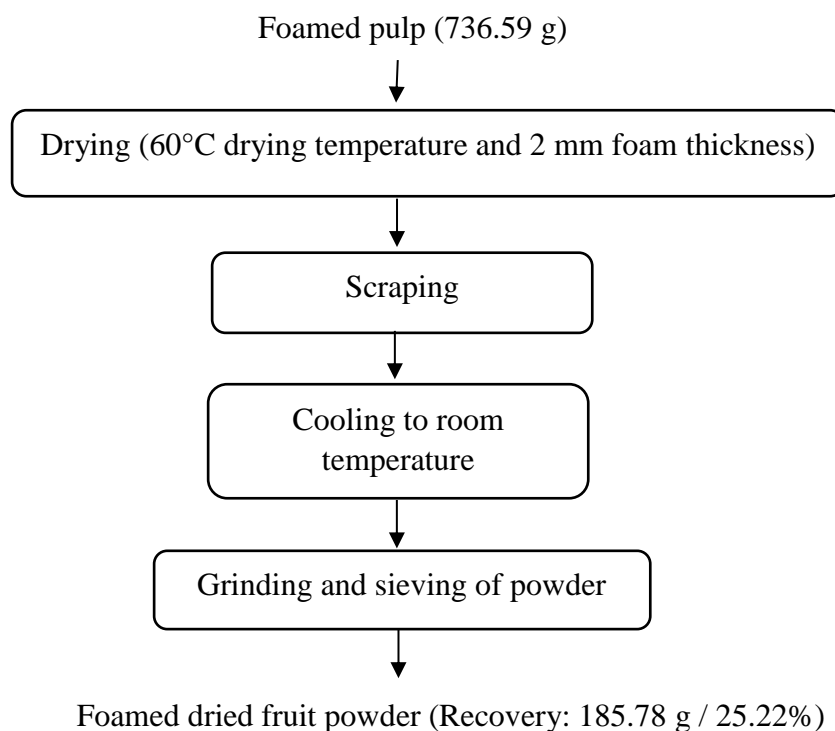 Foamed pulp (736.59 g)
Drying (60°C drying temperature and 2 mm foam thickness)
Scraping
Cooling to room
temperature
Grinding and sieving of powder
Foamed dried fruit powder (Recovery: 185.78 g / 25.22%)